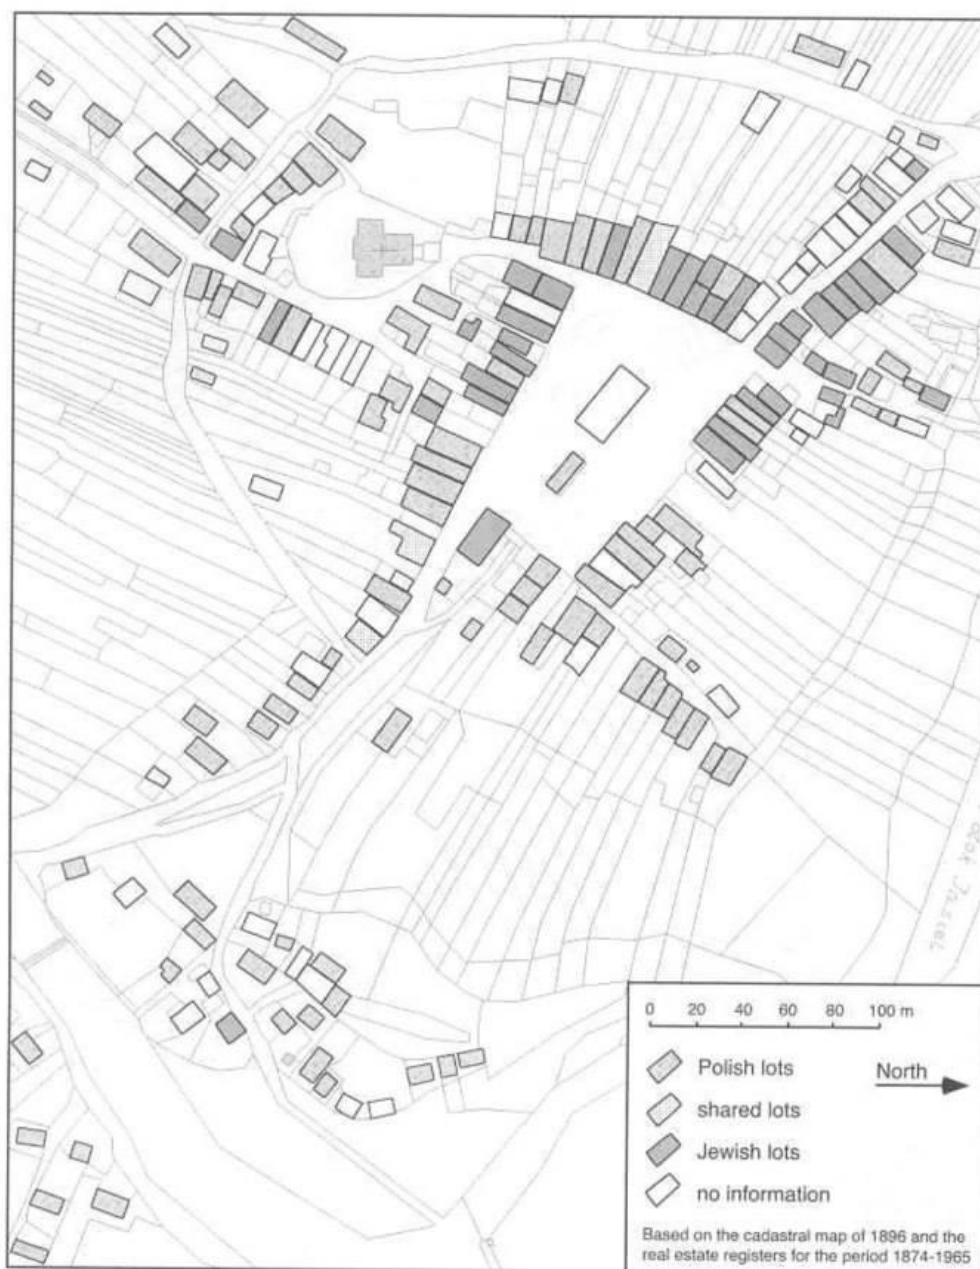 0 20 40 60 80 100 m
Polish lots
North
shared lots
Jewish lots
no information
Based on the cadastral map of 1896 and the
real estate registers for the period 1874-1965